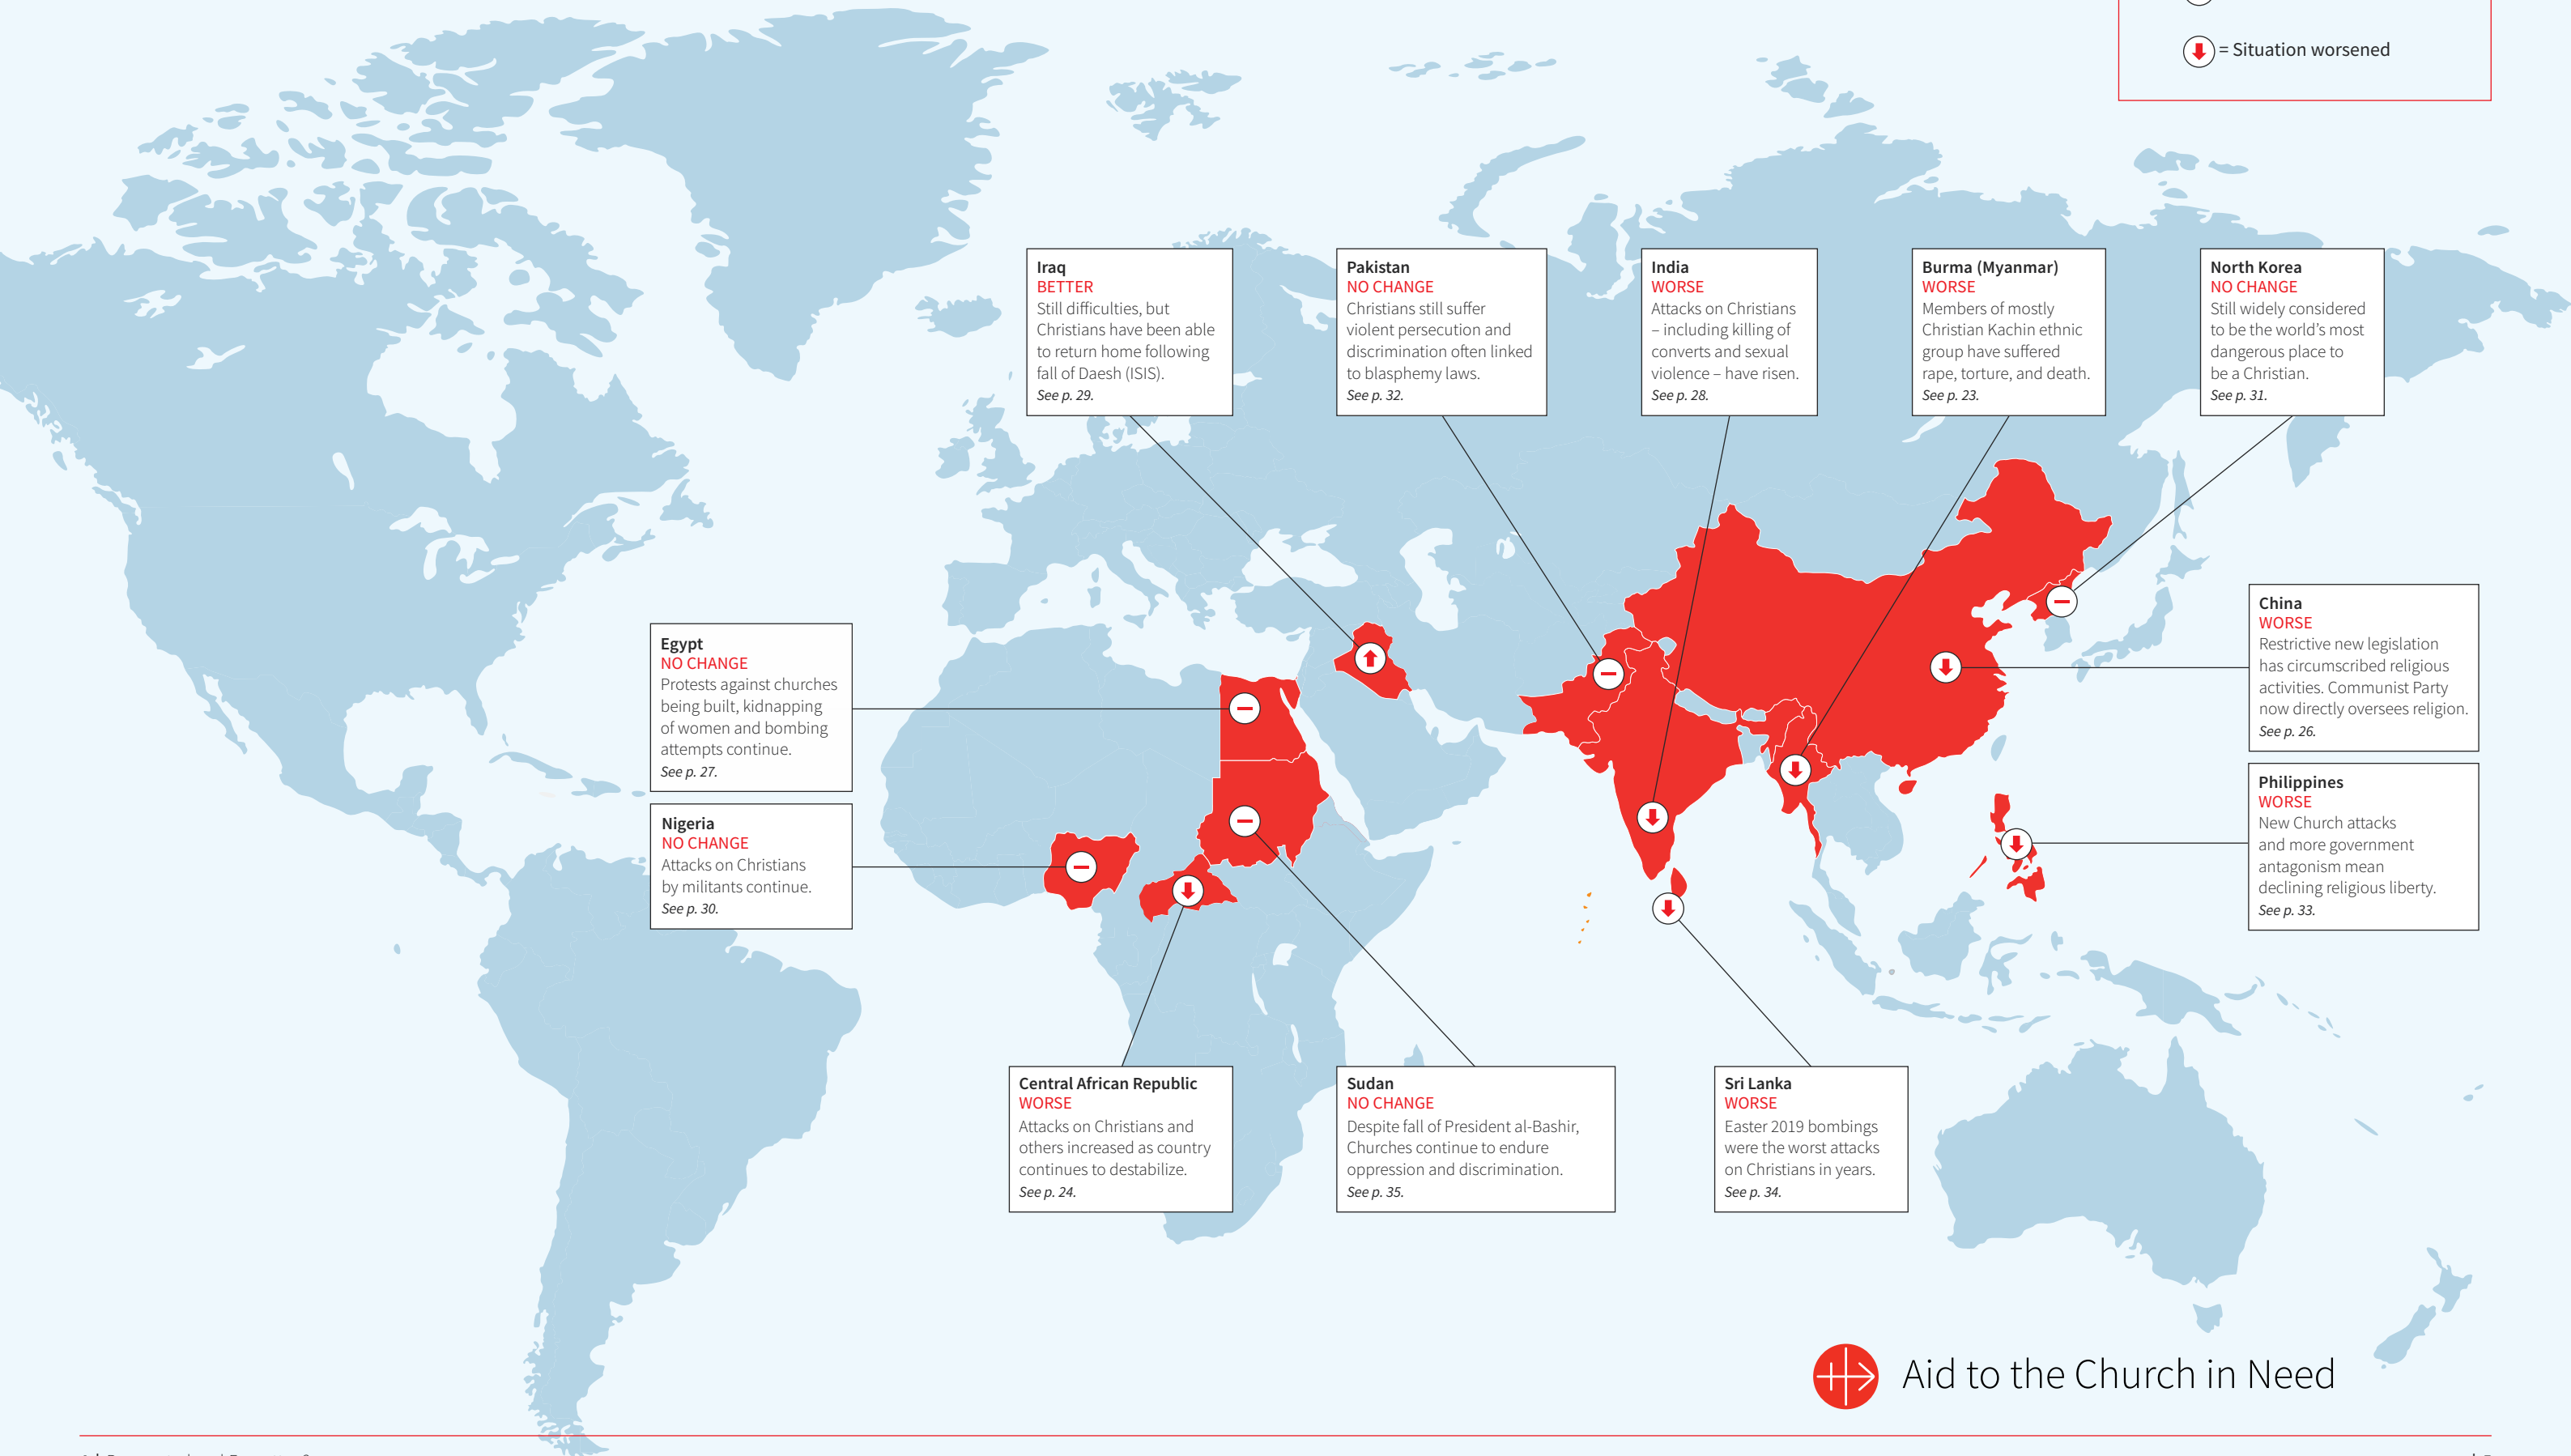 = Situation worsened
Iraq
BETTER
Still difficulties, but
Christians have been able
to return home following
fall of Daesh (ISIS).
See p. 29.
Pakistan
NO CHANGE
Christians still suffer
violent persecution and
discrimination often linked
to blasphemy laws.
See p. 32.
India
WORSE
Attacks on Christians
– including killing of
converts and sexual
violence – have risen.
See p. 28.
Burma (Myanmar)
WORSE
Members of mostly
Christian Kachin ethnic
group have suffered
rape, torture, and death.
See p. 23.
North Korea
NO CHANGE
Still widely considered
to be the world’s most
dangerous place to
be a Christian.
See p. 31.
Egypt
NO CHANGE
Protests against churches
being built, kidnapping
of women and bombing
attempts continue.
See p. 27.
China
WORSE
Restrictive new legislation
has circumscribed religious
activities. Communist Party
now directly oversees religion.
See p. 26.
Nigeria
NO CHANGE
Attacks on Christians
by militants continue.
See p. 30.
Philippines
WORSE
New Church attacks
and more government
antagonism mean
declining religious liberty.
See p. 33.
Central African Republic
WORSE
Attacks on Christians and
others increased as country
continues to destabilize.
See p. 24.
Sudan
NO CHANGE
Despite fall of President al-Bashir,
Churches continue to endure
oppression and discrimination.
See p. 35.
Sri Lanka
WORSE
Easter 2019 bombings
were the worst attacks
on Christians in years.
See p. 34.
Aid to the Church in Need